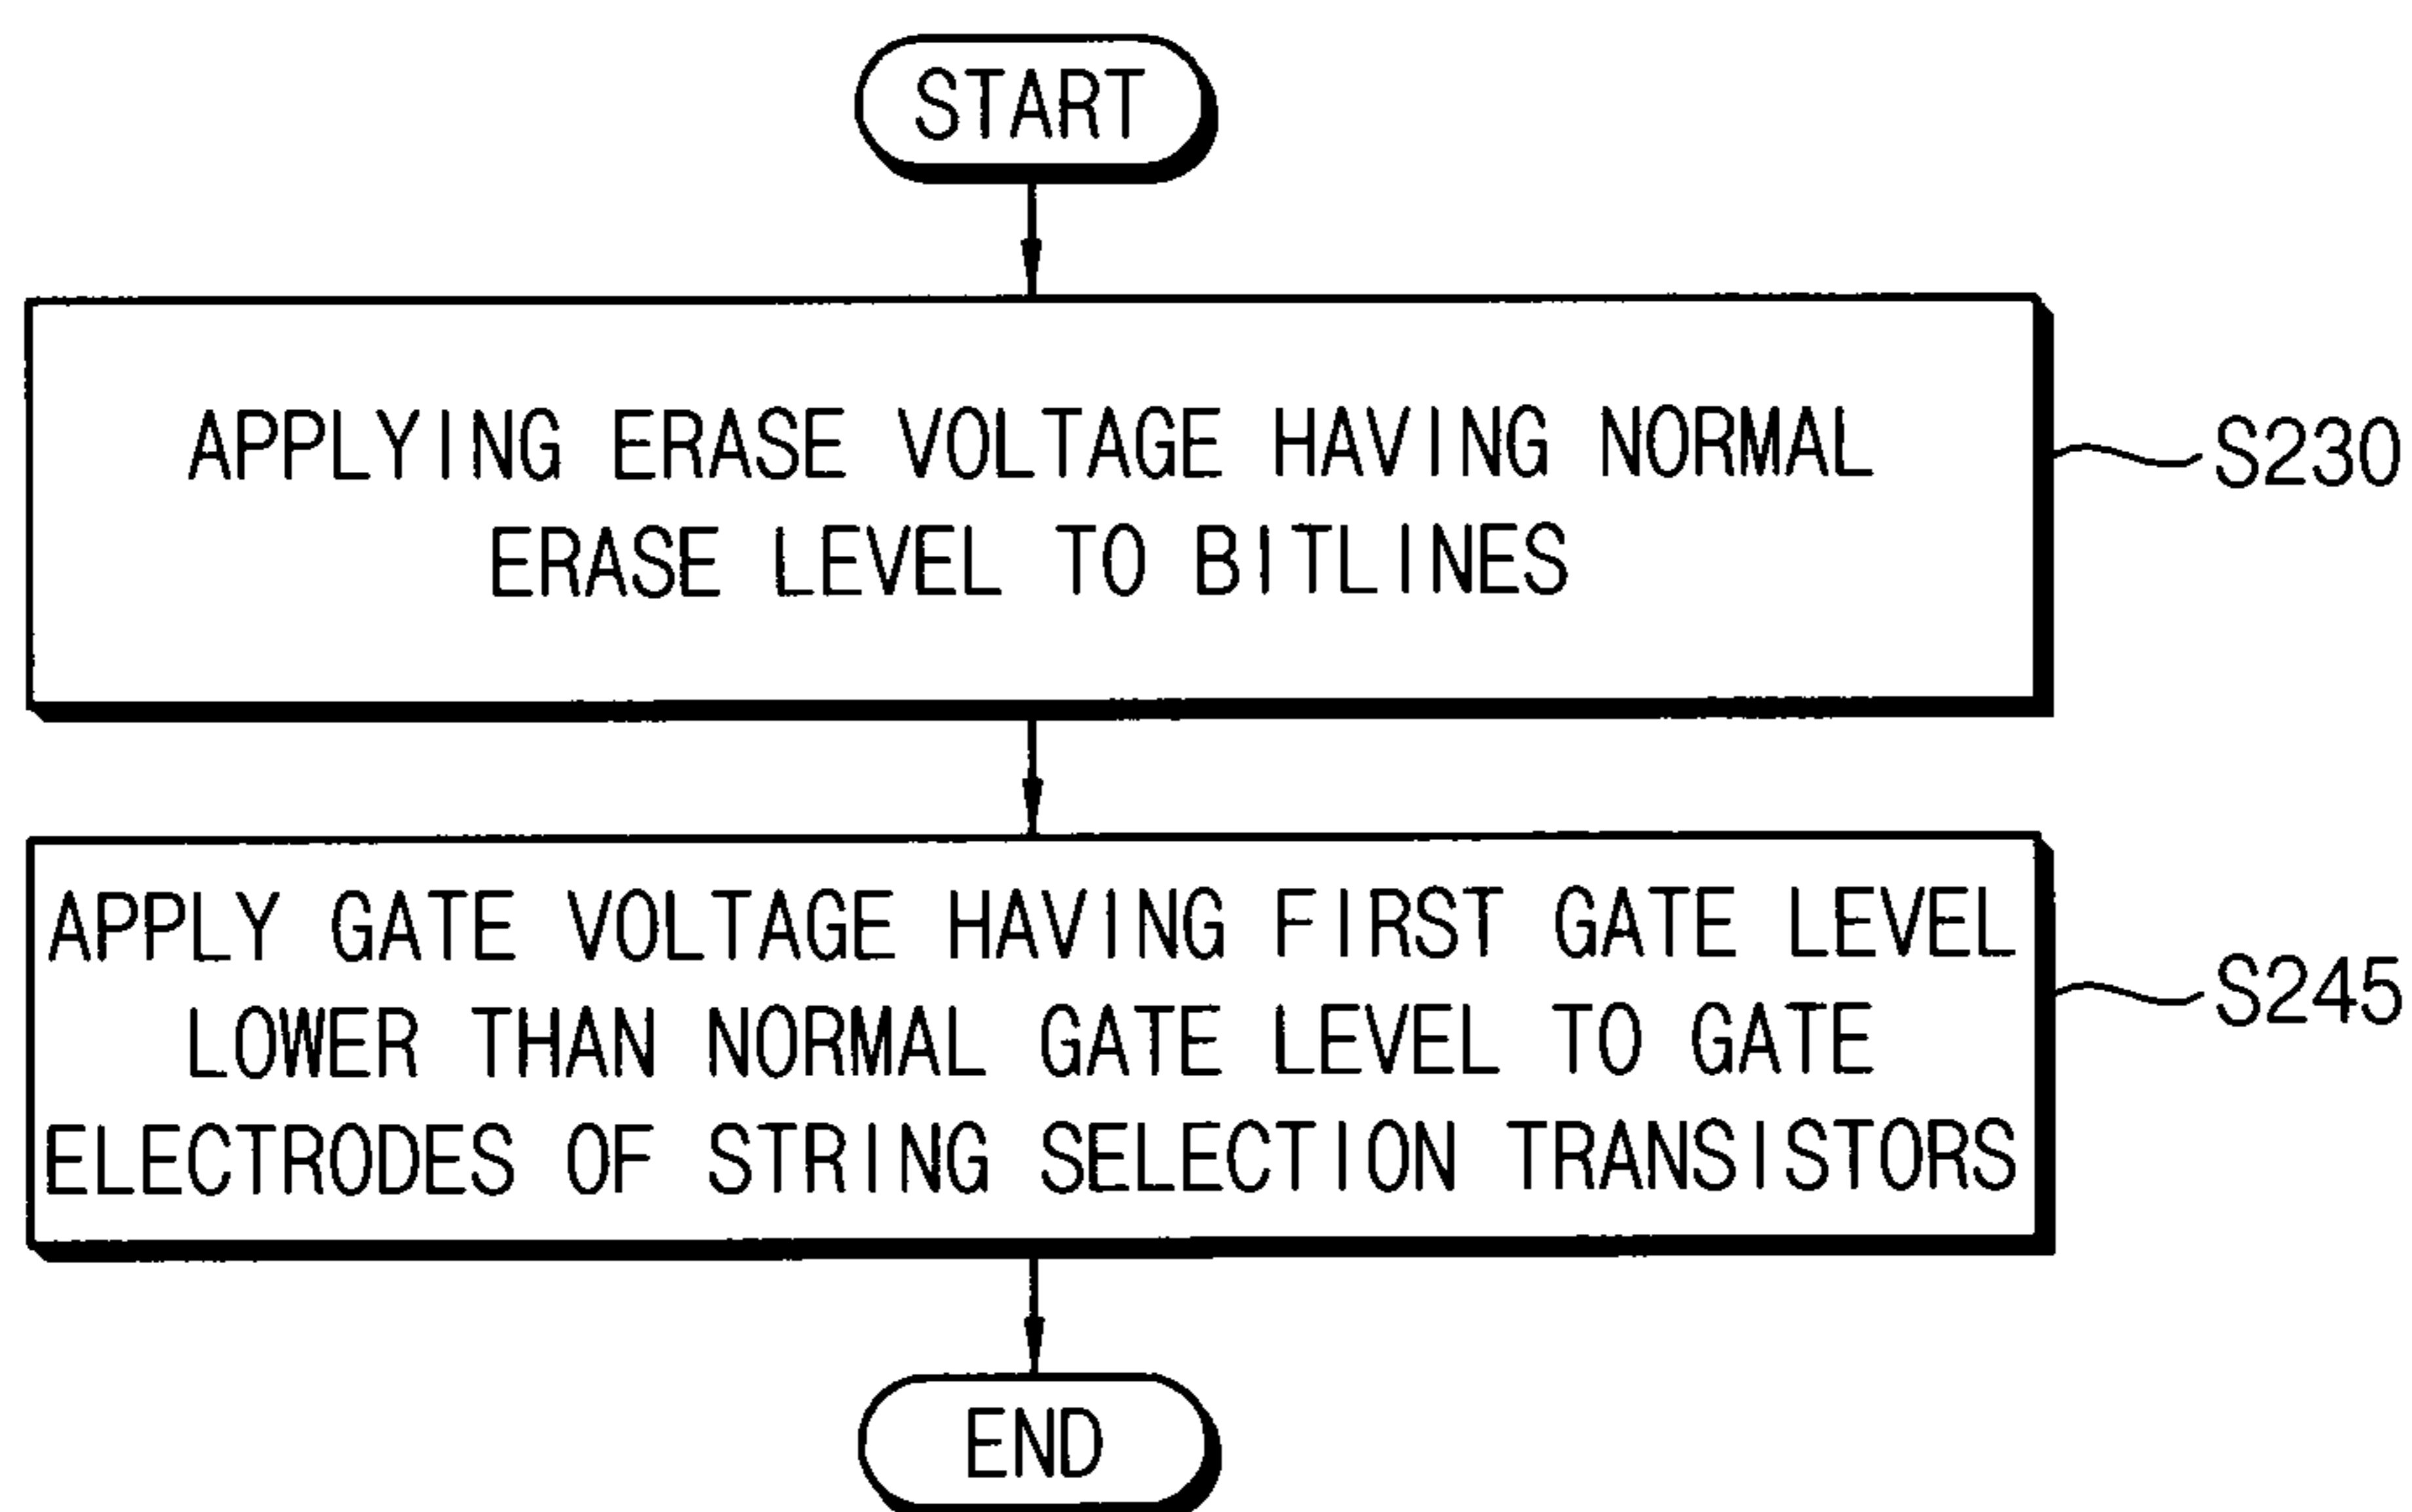 START
APPLYING ERASE VOLTAGE HAVING NORMAL
ERASE LEVEL TO BITLINES
S230
APPLY GATE VOLTAGE HAVING FIRST GATE LEVEL
LOWER THAN NORMAL GATE LEVEL TO GATE
ELECTRODES OF STRING SELECTION TRANSISTORS
S245
END